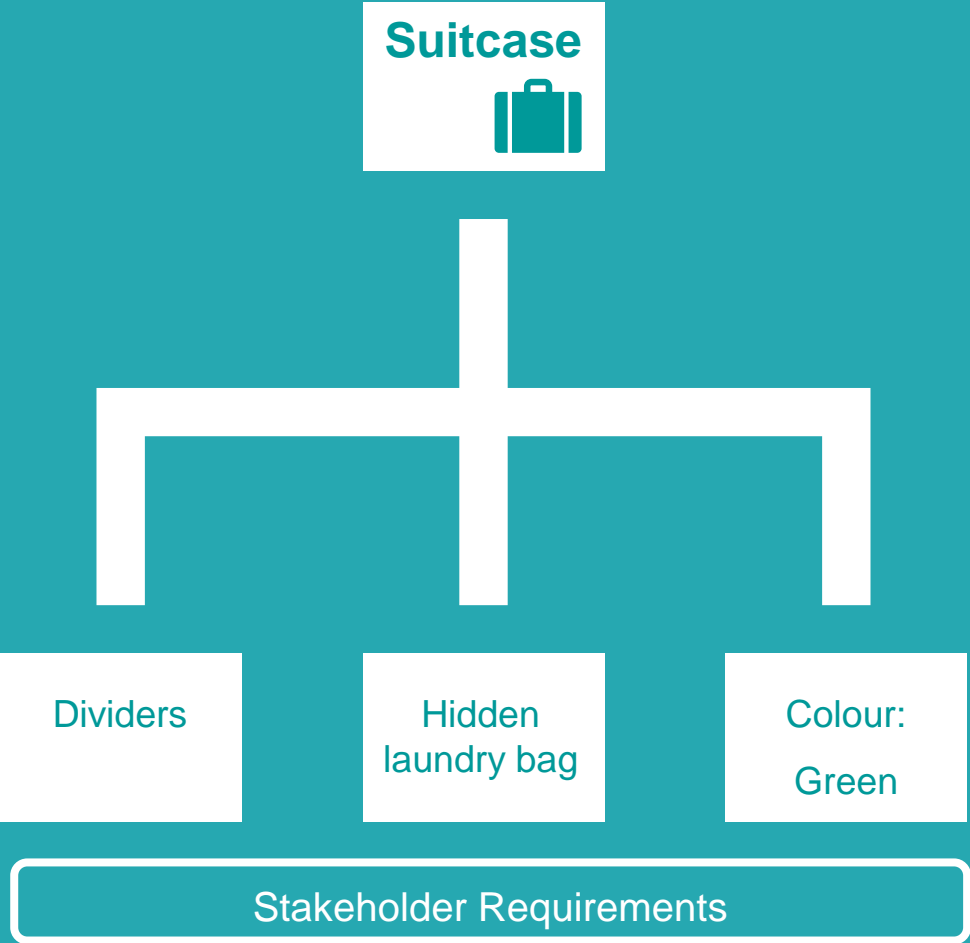 Suitcase
Dividers
Hidden
laundry bag
Colour:
Green
Stakeholder Requirements